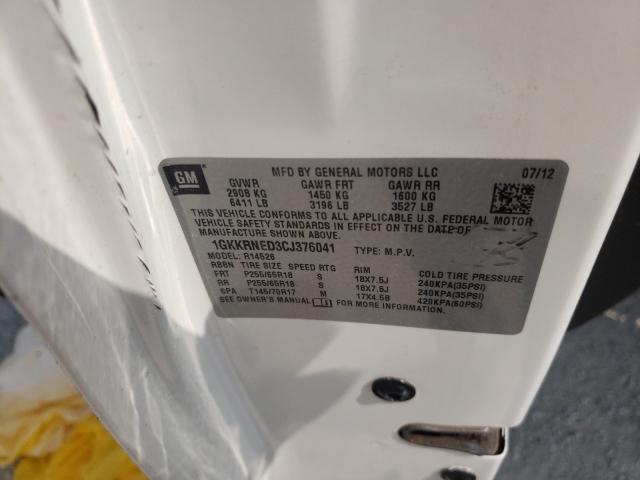 GM
MFD BY GENERAL MOTORS LLC 07/12
GVWR GAWR FRT GAWR RR
2908 KG 1450 KG 1600 KG
6411 LB 3196 LB 3527 LB
THIS VEHICLE CONFORMS TO ALL APPLICABLE U.S. FEDERAL MOTOR
VEHICLE SAFETY STANDARDS IN EFFECT ON THE DATE OF
MANUFACTURE SHOWN ABOVE.
1GKKRNED3CJ376041 TYPE: M.P.V.
MODEL: R14526
RBBN TIRE SIZE SPEED RTG RIM COLD TIRE PRESSURE
FRT P255/65R18 S 18X7.5J 240KPA(35PSI)
RR P255/65R18 S 18X7.5J 240KPA(35PSI)
SPA T145/70R17 M 17X4.5B 420KPA(60PSI)
SEE OWNER'S MANUAL FOR MORE INFORMATION.